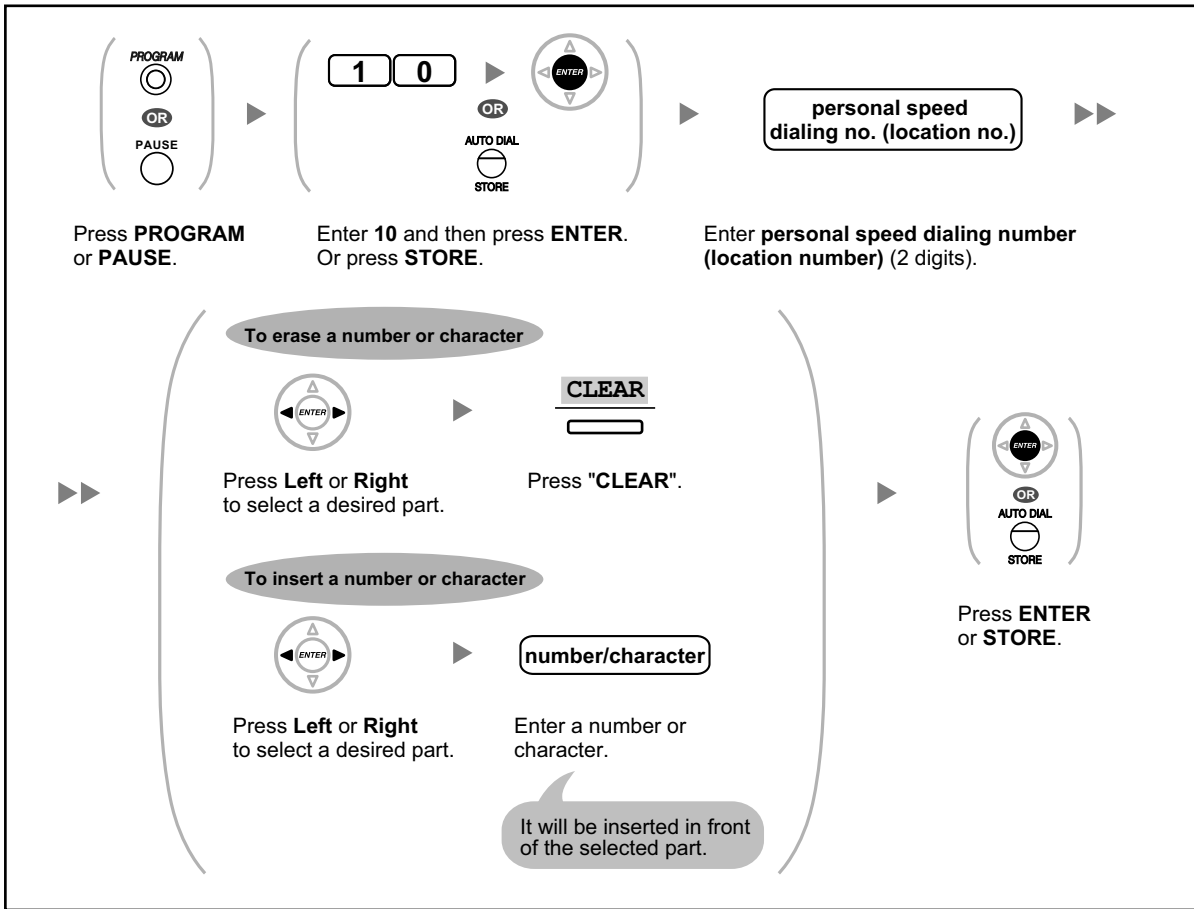 PROGRAM
OR
PAUSE
1 0
ENTER
OR
AUTO DIAL
STORE
personal speed
dialing no. (location no.)
Press PROGRAM
or PAUSE.
Enter 10 and then press ENTER.
Or press STORE.
Enter personal speed dialing number
(location number) (2 digits).
To erase a number or character
ENTER
CLEAR
Press Left or Right
to select a desired part.
Press "CLEAR".
To insert a number or character
ENTER
number/character
Press Left or Right
to select a desired part.
Enter a number or
character.
It will be inserted in front
of the selected part.
ENTER
OR
AUTO DIAL
STORE
Press ENTER
or STORE.